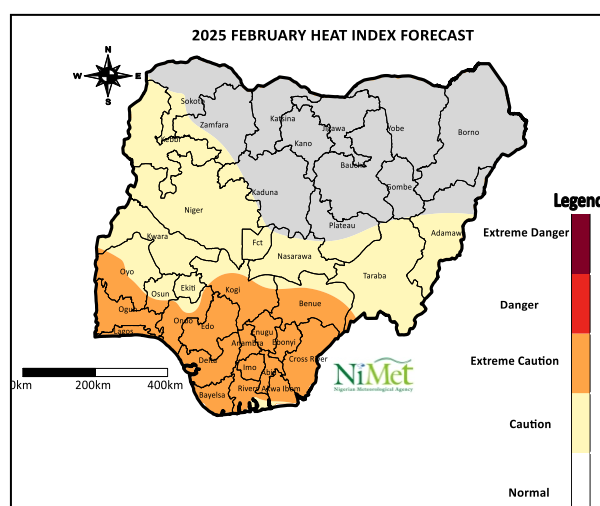 2025 FEBRUARY HEAT INDEX FORECAST
N
W E
S
Sokoto
Zamfara
Katsina
Jigawa
Yobe
Borno
Kebbi
Kano
Bauchi
Gombe
Kaduna
Niger
Plateau
Adamawa
Kwara
Fct
Nasarawa
Taraba
Oyo
Osun
Ekiti
Kogi
Benue
Ogun
Ondo
Edo
Lagos
Enugu
Anambra
Ebonyi
Delta
Imo
Abia
Cross River
Bayelsa
Rivers
Akwa Ibom
0km 200km 400km
NiMet
Nigerian Meteorological Agency
Legend
Extreme Danger
Danger
Extreme Caution
Caution
Normal